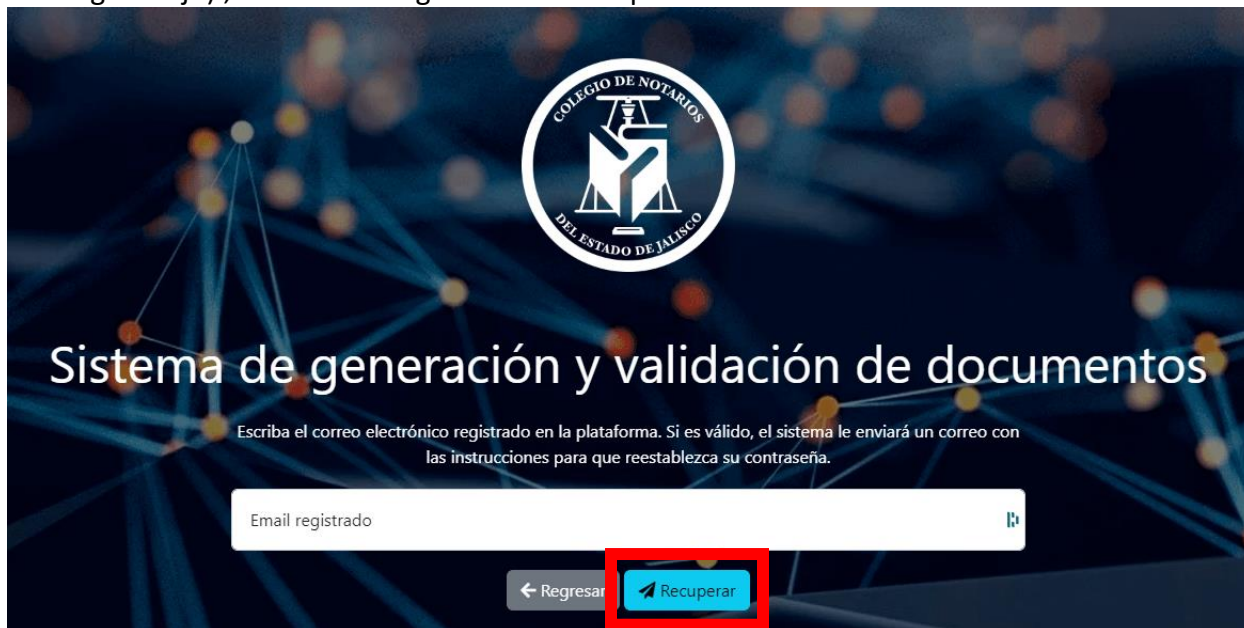 COLEGIO DE NOTARIOS
DEL ESTADO DE JALISCO
Sistema de generación y validación de documentos
Escriba el correo electrónico registrado en la plataforma. Si es válido, el sistema le enviará un correo con
las instrucciones para que reestablezca su contraseña.
Email registrado
Regresar
Recuperar